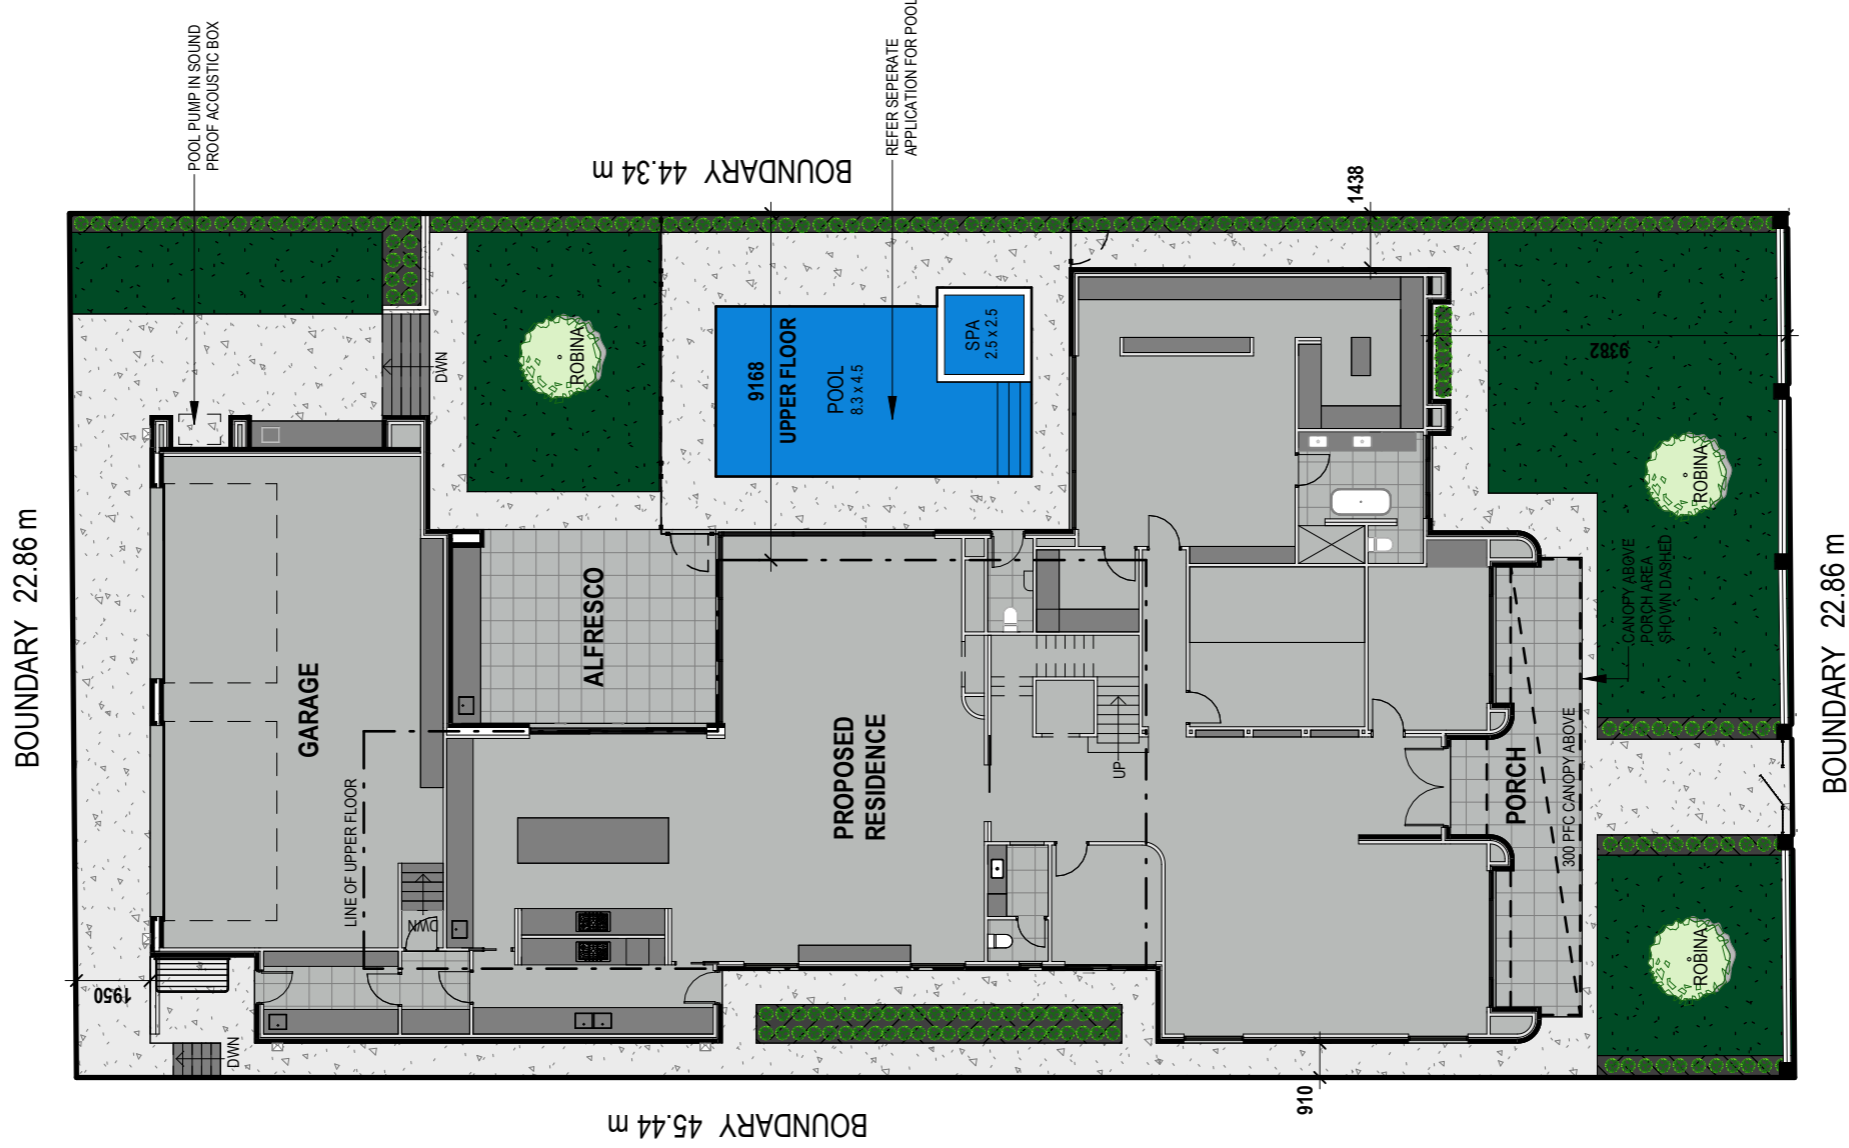 POOL PUMP IN SOUND
PROOF ACOUSTIC BOX
BOUNDARY 44.34 m
REFER SEPERATE
APPLICATION FOR POOL
1438
BOUNDARY 22.86 m
DWN
ROBINA
9168
UPPER FLOOR
POOL
8.3 x 4.5
SPA
2.5 x 2.5
9382
ROBINA
CANOPY ABOVE
PORCH AREA
SHOWN DASHED
GARAGE
ALFRESCO
LINE OF UPPER FLOOR
PROPOSED
RESIDENCE
UP
PORCH
300 PFC CANOPY ABOVE
BOUNDARY 22.86 m
DWN
ROBINA
1950
DWN
910
BOUNDARY 45.44 m